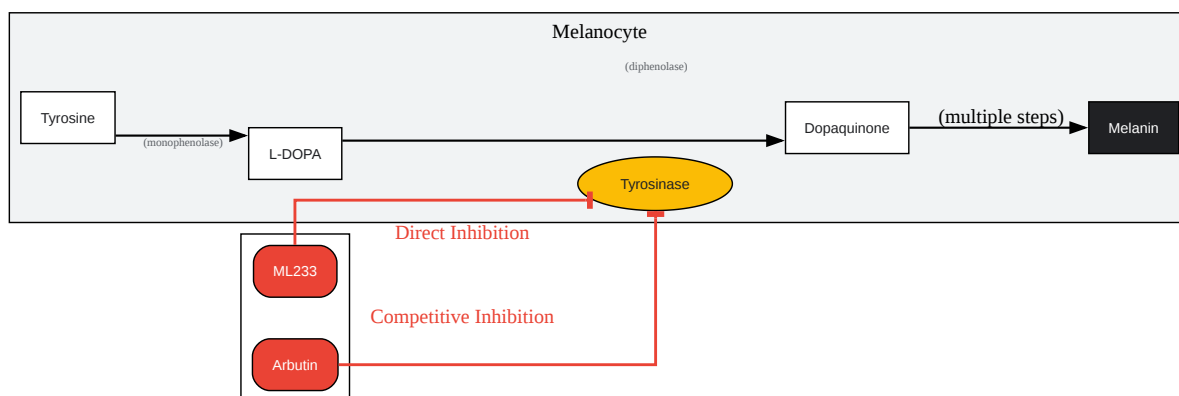 Melanocyte
(diphenolase)
Tyrosine
(monophenolase)
L-DOPA
Dopaquinone
(multiple steps)
Melanin
Tyrosinase
Direct Inhibition
ML233
Competitive Inhibition
Arbutin